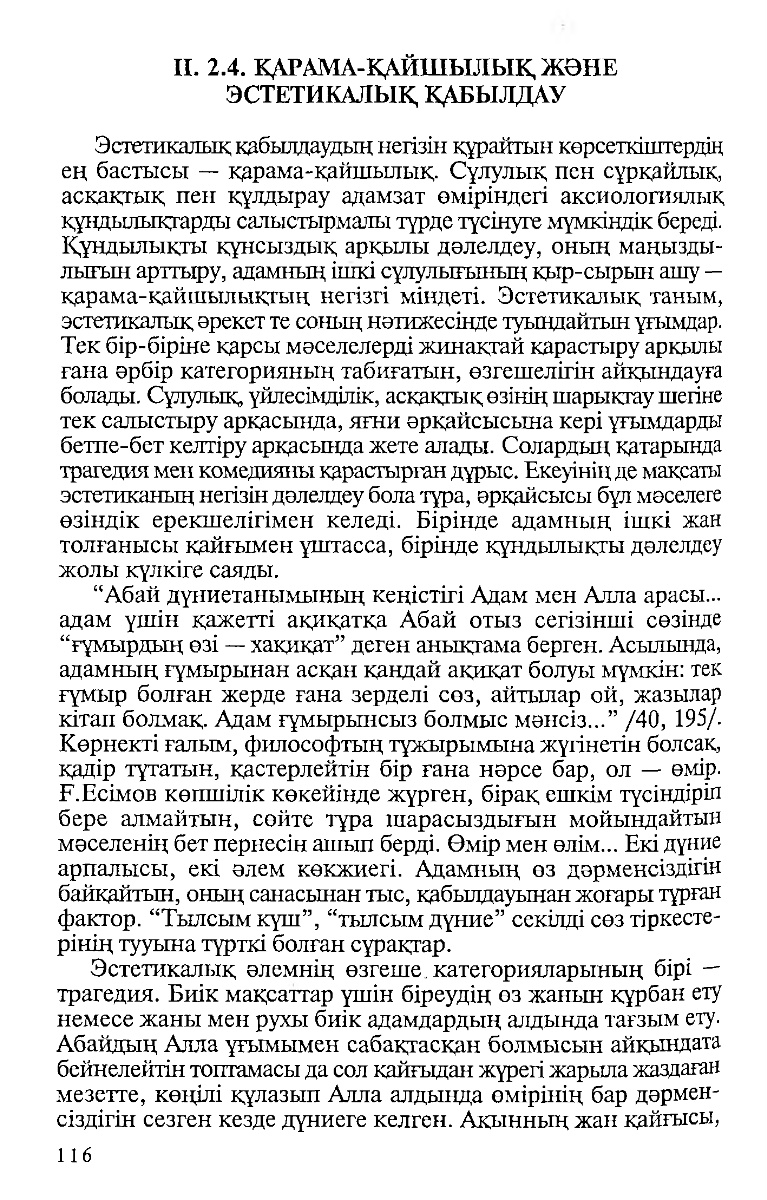 II. 2.4. ҚАРАМА-ҚАЙШЫЛЫҚ ЖӘНЕ
ЭСТЕТИКАЛЫҚ ҚАБЫЛДАУ
Эстетикалық қабылдаудың негізін құрайтын көрсеткіштердің
ең бастысы — қарама-қайшылық. Сұлулық пен сұрқайлық,
асқақтық пен құлдырау адамзат өміріндегі аксиологиялық
құндылықтарды салыстырмалы түрде түсінуге мүмкіндік береді.
Құндылықты құнсыздық арқылы дәлелдеу, оның маңызды-
лығын арттыру, адамның ішкі сұлулығының қыр-сырын ашу —
қарама-қайшылықтың негізгі міндеті. Эстетикалық таным,
эстетикалық әрекет те соның нәтижесінде туындайтын ұғымдар.
Тек бір-біріне қарсы мәселелерді жинақтай қарастыру арқылы
ғана әрбір категорияның табиғатын, өзгешелігін айқындауға
болады. Сұлулық, үйлесімділік, асқақтық өзінің шарықтау шегіне
тек салыстыру арқасында, яғни әрқайсысына кері ұғымдарды
бетпе-бет келтіру арқасында жете алады. Солардың қатарында
трагедия мен комедияны қарастырған дұрыс. Екеуінің де мақсаты
эстетиканың негізін дәлелдеу бола тұра, әрқайсысы бұл мәселеге
өзіндік ерекшелігімен келеді. Бірінде адамның ішкі жан
толғанысы қайғымен ұштасса, бірінде құндылықты дәлелдеу
жолы күлкіге саяды.
“Абай дүниетанымының кеңістігі Адам мен Алла арасы...
адам үшін қажетті ақиқатқа Абай отыз сегізінші сөзінде
“ғұмырдың өзі — хақиқат” деген анықтама берген. Асылында,
адамның ғұмырынан асқан қандай ақиқат болуы мүмкін: тек
ғұмыр болған жерде ғана зерделі сөз, айтылар ой, жазылар
кітап болмақ. Адам ғұмырынсыз болмыс мәнсіз...” /40, 195/.
Көрнекті ғалым, философтың тұжырымына жүгінетін болсақ,
қадір тұтатын, қастерлейтін бір ғана нәрсе бар, ол — өмір.
Ғ.Есімов көпшілік көкейінде жүрген, бірақ ешкім түсіндіріп
бере алмайтын, сөйте тұра шарасыздығын мойындайтын
мәселенің бет пернесін ашып берді. Өмір мен өлім... Екі дүние
арпалысы, екі әлем көкжиегі. Адамның өз дәрменсіздігін
байқайтын, оның санасынан тыс, қабылдауынан жоғары тұрған
фактор. “Тылсым күш”, “тылсым дүние” секілді сөз тіркесте-
рінің тууына түрткі болған сұрақтар.
Эстетикалық әлемнің өзгеше категорияларының бірі —
трагедия. Биік мақсаттар үшін біреудің өз жанын құрбан ету
немесе жаны мен рухы биік адамдардың алдында тағзым ету.
Абайдың Алла ұғымымен сабақтасқан болмысын айқындата
бейнелейтін топтамасы да сол қайғыдан жүрегі жарыла жаздаған
мезетте, көңілі құлазып Алла алдында өмірінің бар дәрмен-
сіздігін сезген кезде дүниеге келген. Ақынның жан қайғысы,
116